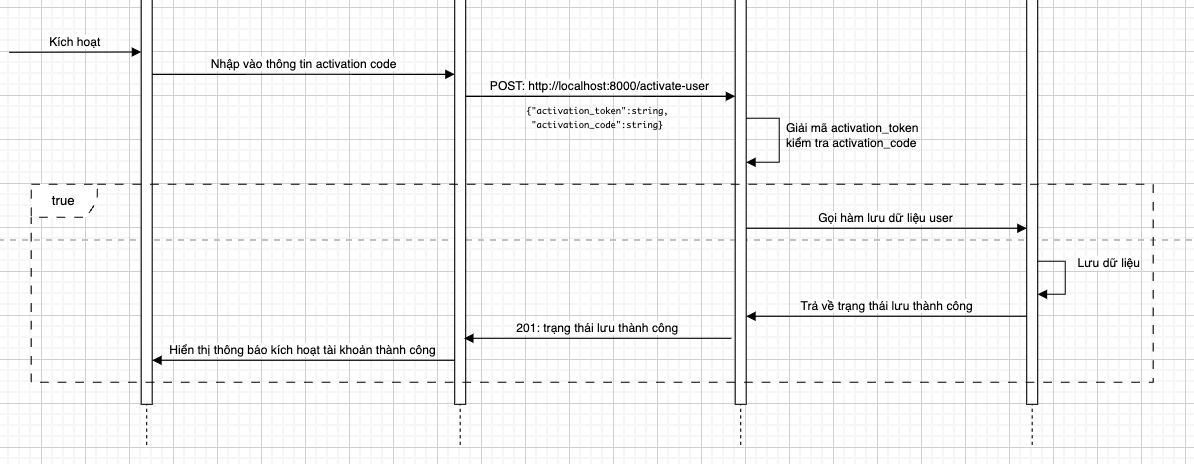 Kích hoạt
Nhập vào thông tin activation code
POST: http://localhost:8000/activate-user
{"activation_token":string,
"activation_code":string}
Giải mã activation_token
kiểm tra activation_code
true
Gọi hàm lưu dữ liệu user
Lưu dữ liệu
Trả về trạng thái lưu thành công
201: trạng thái lưu thành công
Hiển thị thông báo kích hoạt tài khoản thành công